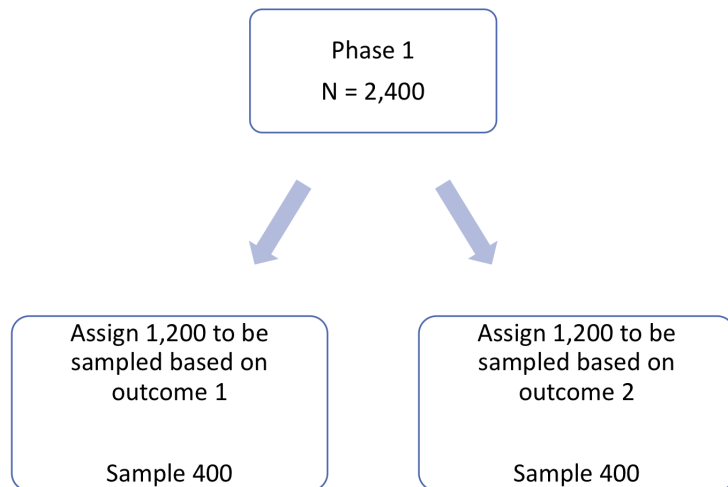 Phase 1
N = 2,400
Assign 1,200 to be
sampled based on
outcome 1
Sample 400
Assign 1,200 to be
sampled based on
outcome 2
Sample 400